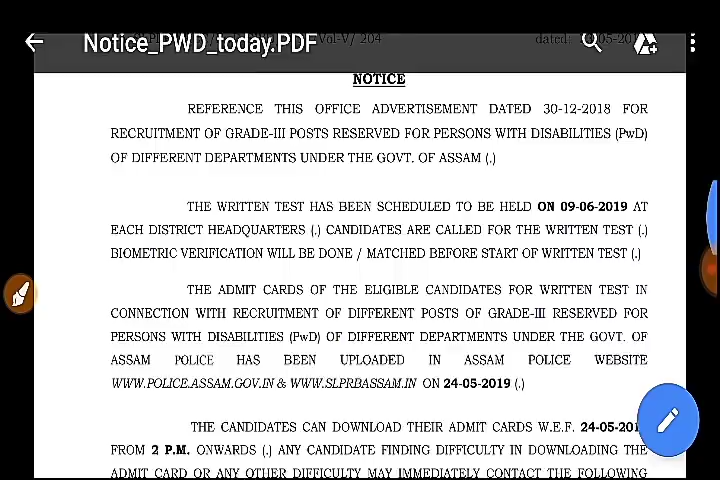 Vol-V/ 204
dated
Notice_PWD_today.PDF
NOTICE
REFERENCE THIS OFFICE ADVERTISEMENT DATED 30-12-2018 FOR
RECRUITMENT OF GRADE-III POSTS RESERVED FOR PERSONS WITH DISABILITIES (PwD)
OF DIFFERENT DEPARTMENTS UNDER THE GOVT. OF ASSAM (.)
THE WRITTEN TEST HAS BEEN SCHEDULED TO BE HELD ON 09-06-2019 AT
EACH DISTRICT HEADQUARTERS (.) CANDIDATES ARE CALLED FOR THE WRITTEN TEST (.)
BIOMETRIC VERIFICATION WILL BE DONE / MATCHED BEFORE START OF WRITTEN TEST (.)
THE ADMIT CARDS OF THE ELIGIBLE CANDIDATES FOR WRITTEN TEST IN
CONNECTION WITH RECRUITMENT OF DIFFERENT POSTS OF GRADE-III RESERVED FOR
PERSONS WITH DISABILITIES (PwD) OF DIFFERENT DEPARTMENTS UNDER THE GOVT. OF
ASSAM POLICE HAS BEEN UPLOADED IN ASSAM POLICE WEBSITE
WWW.POLICE.ASSAM.GOV.IN & WWW.SLPRBASSAM.IN ON 24-05-2019 (.)
THE CANDIDATES CAN DOWNLOAD THEIR ADMIT CARDS W.E.F. 24-05-201
FROM 2 P.M. ONWARDS (.) ANY CANDIDATE FINDING DIFFICULTY IN DOWNLOADING THE
ADMIT CARD OR ANY OTHER DIFFICULTY MAY IMMEDIATELY CONTACT THE FOLLOWING